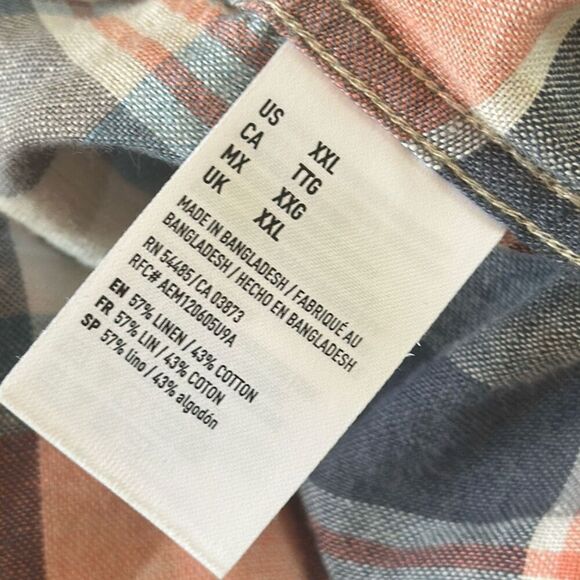 US XXL
CA TTG
MX XXG
UK XXL
MADE IN BANGLADESH / FABRIQUÉ AU
BANGLADESH / HECHO EN BANGLADESH
RN 54485 / CA 03873
RFC# AEM120605U9A
EN 57% LINEN / 43% COTTON
FR 57% LIN / 43% COTON
SP 57% lino / 43% algodón